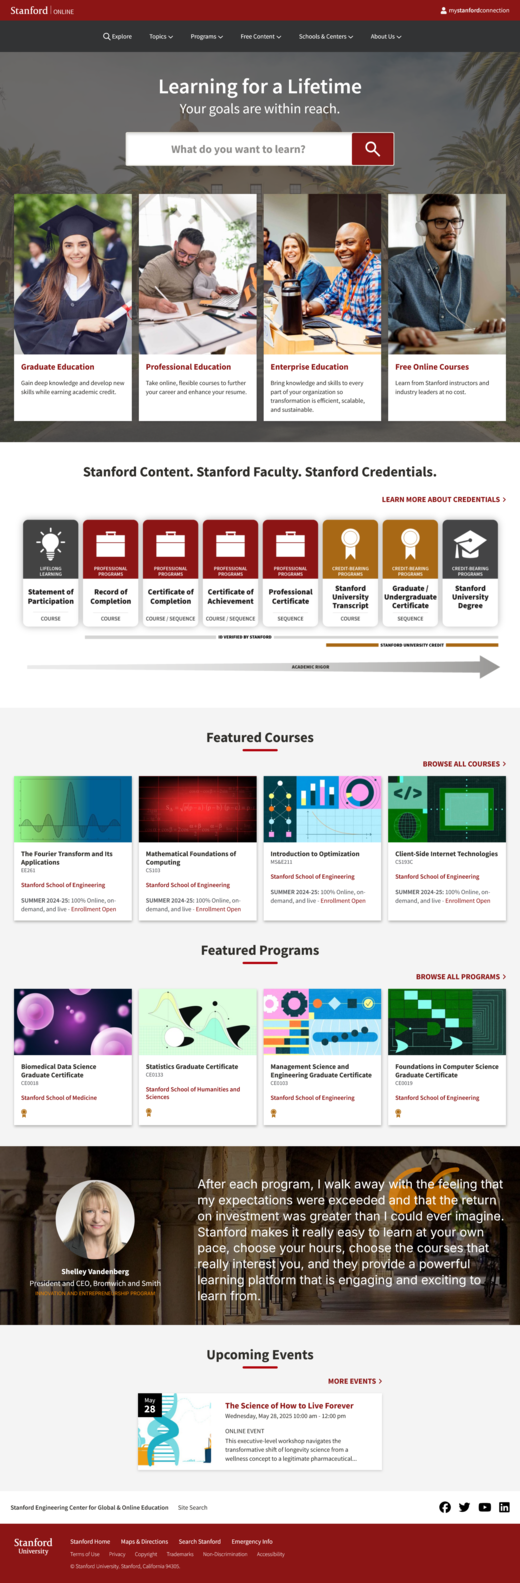 Stanford | ONLINE
mystanfordconnection
Explore Topics Programs Free Content Schools & Centers About Us
Learning for a Lifetime
Your goals are within reach.
What do you want to learn?
Graduate Education
Gain deep knowledge and develop new
skills while earning academic credit.
Professional Education
Take online, flexible courses to further
your career and enhance your resume.
Enterprise Education
Bring knowledge and skills to every
part of your organization so
transformation is efficient, scalable,
and sustainable.
Free Online Courses
Learn from Stanford instructors and
industry leaders at no cost.
Stanford Content. Stanford Faculty. Stanford Credentials.
LEARN MORE ABOUT CREDENTIALS
LIFELONG
LEARNING
Statement of
Participation
COURSE
PROFESSIONAL
PROGRAMS
Record of
Completion
COURSE
PROFESSIONAL
PROGRAMS
Certificate of
Completion
COURSE / SEQUENCE
PROFESSIONAL
PROGRAMS
Certificate of
Achievement
COURSE / SEQUENCE
PROFESSIONAL
PROGRAMS
Professional
Certificate
SEQUENCE
CREDIT-BEARING
PROGRAMS
Stanford
University
Transcript
COURSE
CREDIT-BEARING
PROGRAMS
Graduate /
Undergraduate
Certificate
SEQUENCE
CREDIT-BEARING
PROGRAMS
Stanford
University
Degree
ID VERIFIED BY STANFORD
STANFORD UNIVERSITY CREDIT
ACADEMIC RIGOR
Featured Courses
BROWSE ALL COURSES
The Fourier Transform and Its
Applications
EE261
Stanford School of Engineering
SUMMER 2024-25: 100% Online, on-
demand, and live - Enrollment Open
Mathematical Foundations of
Computing
CS103
Stanford School of Engineering
SUMMER 2024-25: 100% Online, on-
demand, and live - Enrollment Open
Introduction to Optimization
MS&E211
Stanford School of Engineering
SUMMER 2024-25: 100% Online, on-
demand, and live - Enrollment Open
</>
Client-Side Internet Technologies
CS193C
Stanford School of Engineering
SUMMER 2024-25: 100% Online, on-
demand, and live - Enrollment Open
Featured Programs
BROWSE ALL PROGRAMS
Biomedical Data Science
Graduate Certificate
CE0018
Stanford School of Medicine
Statistics Graduate Certificate
CE0133
Stanford School of Humanities and
Sciences
Management Science and
Engineering Graduate Certificate
CE0103
Stanford School of Engineering
Foundations in Computer Science
Graduate Certificate
CE0019
Stanford School of Engineering
Shelley Vandenberg
President and CEO, Bromwich and Smith
INNOVATION AND ENTREPRENEURSHIP PROGRAM
After each program, I walk away with the feeling that
my expectations were exceeded and that the return
on investment was greater than I could ever imagine.
Stanford makes it really easy to learn at your own
pace, choose your hours, choose the courses that
really interest you, and they provide a powerful
learning platform that is engaging and exciting to
learn from.
Upcoming Events
MORE EVENTS
May
28
The Science of How to Live Forever
Wednesday, May 28, 2025 10:00 am - 12:00 pm
ONLINE EVENT
This executive-level workshop navigates the
transformative shift of longevity science from a
wellness concept to a legitimate pharmaceutical...
Stanford Engineering Center for Global & Online Education Site Search
Stanford
University
Stanford Home Maps & Directions Search Stanford Emergency Info
Terms of Use Privacy Copyright Trademarks Non-Discrimination Accessibility
© Stanford University, Stanford, California 94305.